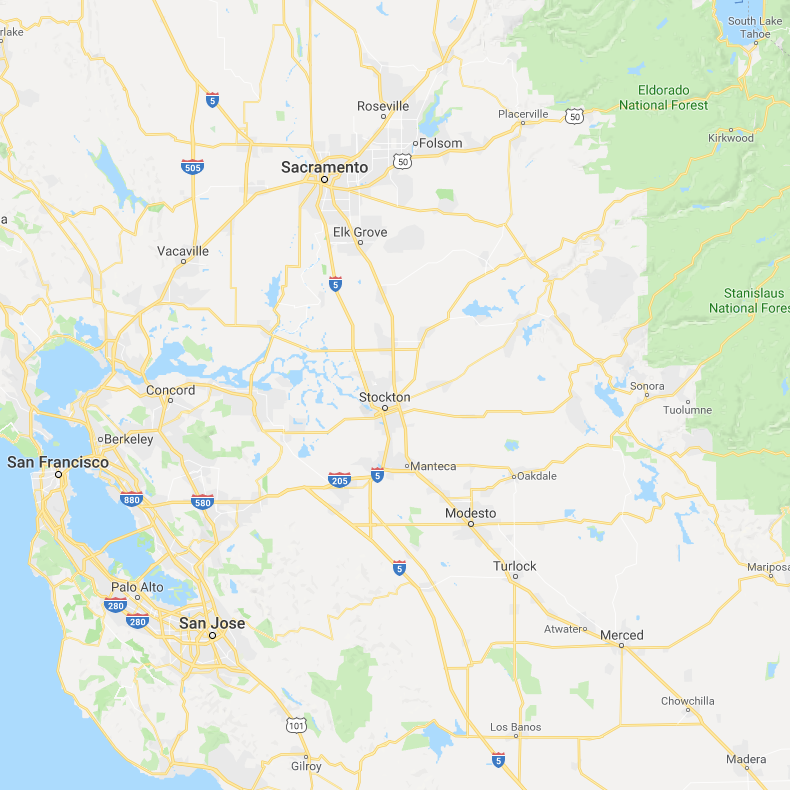 South Lake
Tahoe
rlake
5
Roseville
Eldorado
National Forest
Placerville
50
Folsom
Kirkwood
50
505
Sacramento
a
Elk Grove
Vacaville
5
Stanislaus
National Fores
Concord
Stockton
Sonora
Tuolumne
Berkeley
San Francisco
Manteca
205
5
Oakdale
880
580
Modesto
5
Turlock
Mariposa
Palo Alto
280
280
San Jose
Atwater
Merced
Chowchilla
101
Los Banos
Gilroy
5
Madera